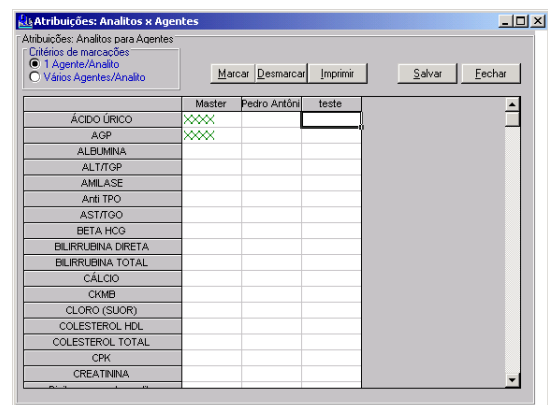 Atribuições: Analitos x Agentes
Atribuições: Analitos para Agentes
Critérios de marcações
1 Agente/Analito
Vários Agentes/Analito
Marcar Desmarcar Imprimir Salvar Fechar
Master Pedro Antôni teste
ÁCIDO ÚRICO XXXX
AGP XXXX
ALBUMINA
ALT/TGP
AMILASE
Anti TPO
AST/TGO
BETA HCG
BILIRRUBINA DIRETA
BILIRRUBINA TOTAL
CÁLCIO
CKMB
CLORO (SUOR)
COLESTEROL HDL
COLESTEROL TOTAL
CPK
CREATININA